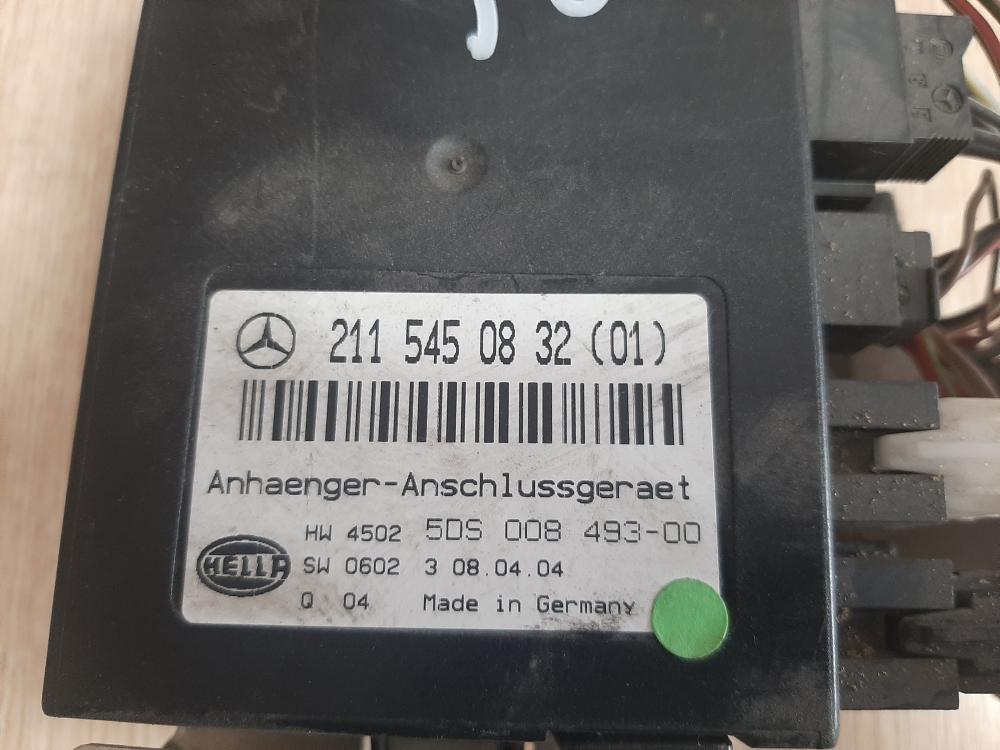 211 545 08 32 (01)
Anhaenger-Anschlussgeraet
HW 4502 5DS 008 493-00
HELLA
SW 0602 3 08.04.04
Q 04 Made in Germany